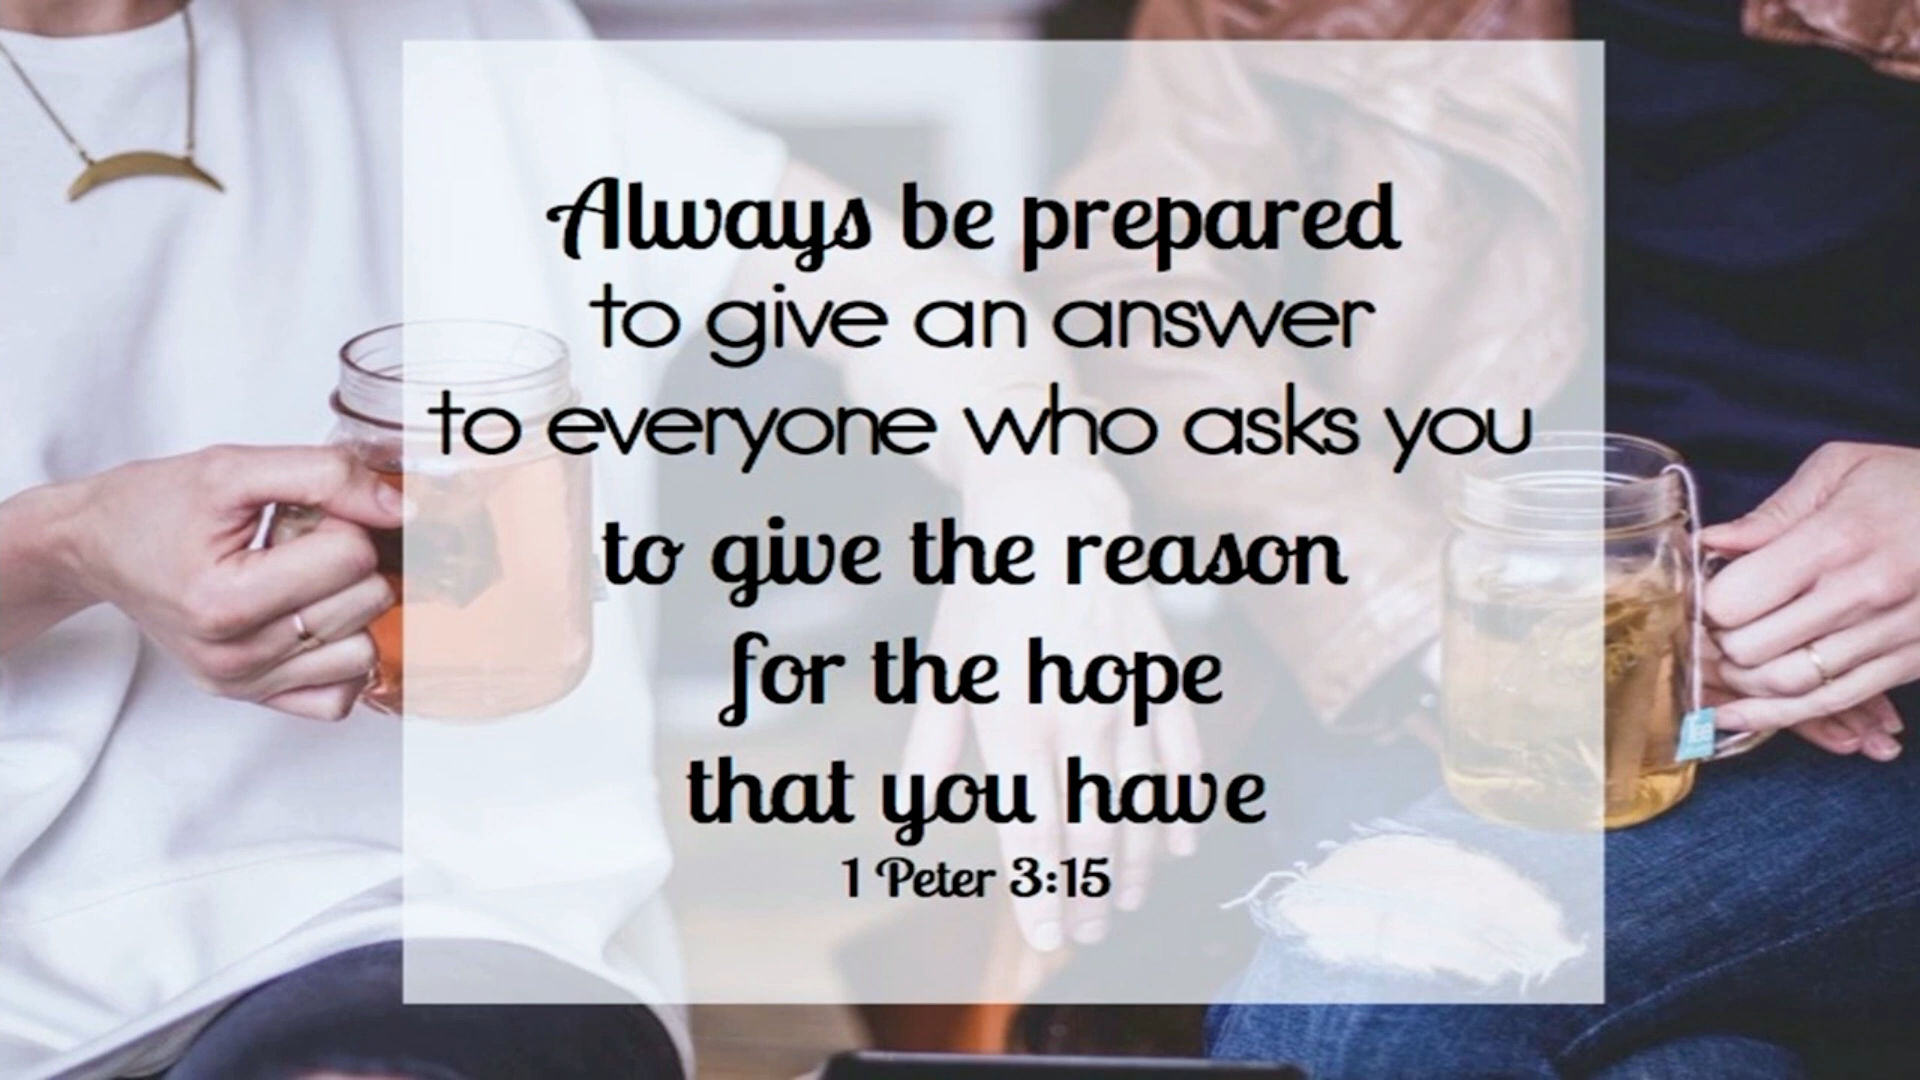 Always be prepared
to give an answer
to everyone who asks you
to give the reason
for the hope
that you have
1 Peter 3:15